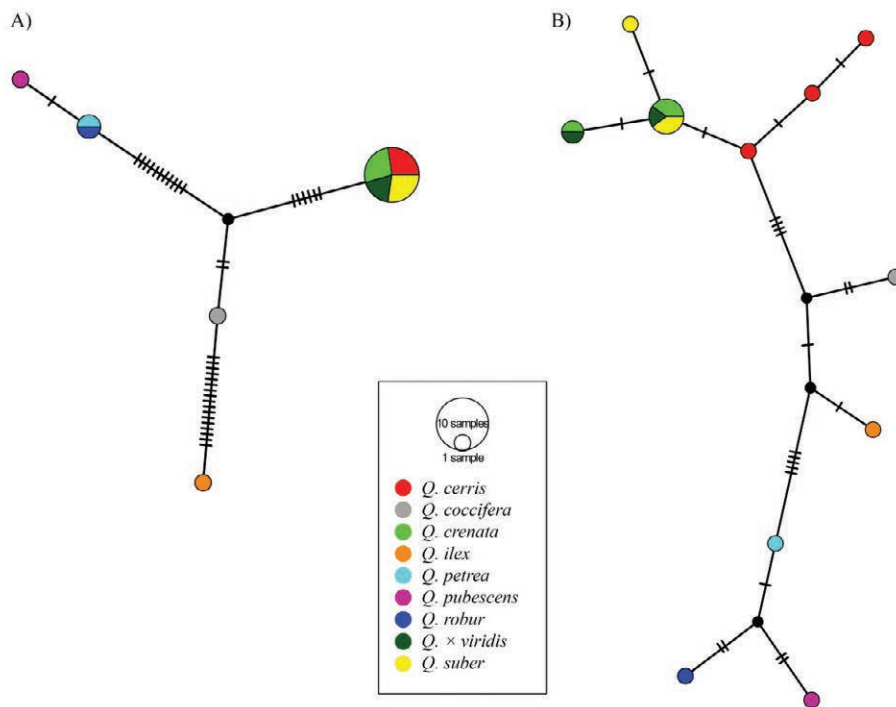 A)
B)
10 samples
1 sample
Q. cerris
Q. coccifera
Q. crenata
Q. ilex
Q. petrea
Q. pubescens
Q. robur
Q. × viridis
Q. suber